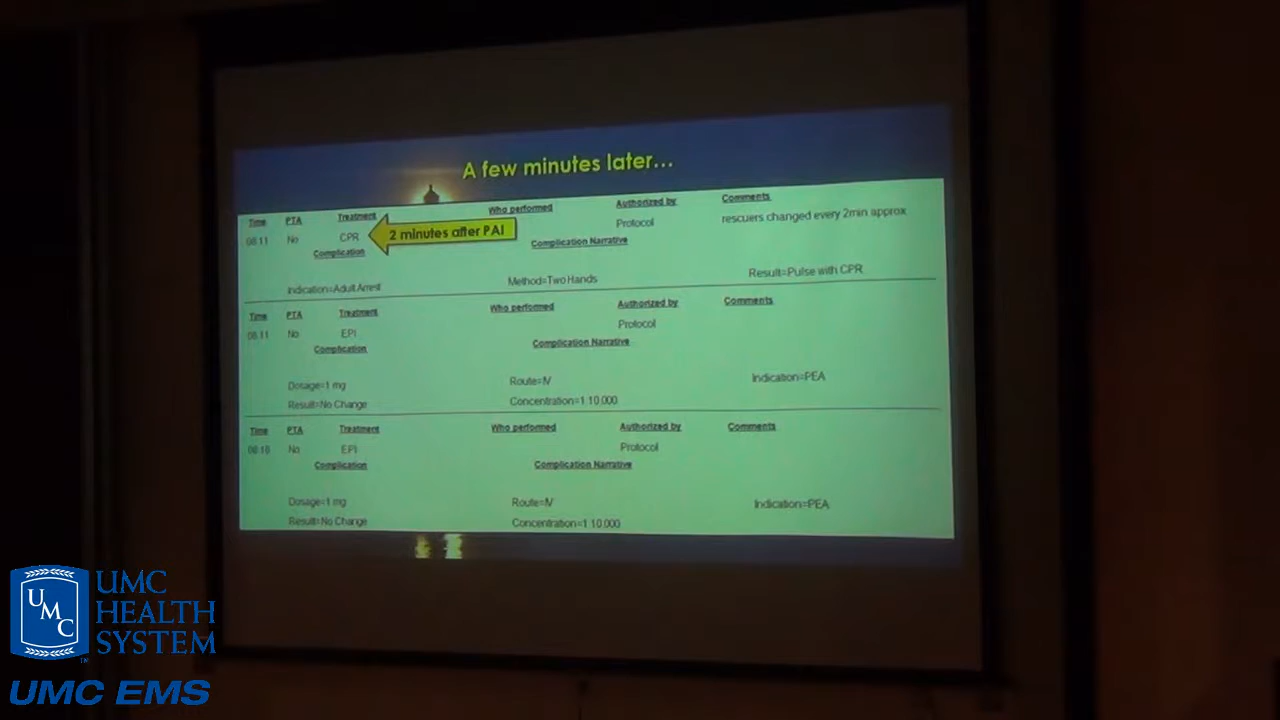 A few minutes later...
Time PTA Treatment Who performed Authorized by Comments
08:11 No CPR 2 minutes after PAI Protocol rescuers changed every 2min approx
Complication Complication Narrative
Indication=Adult Arrest Method=Two Hands Result=Pulse with CPR
Time PTA Treatment Who performed Authorized by Comments
08:11 No EPI Protocol
Complication Complication Narrative
Dosage=1 mg Route=IV Indication=PEA
Result=No Change Concentration=1:10,000
Time PTA Treatment Who performed Authorized by Comments
No EPI Protocol
Complication Complication Narrative
Dosage=1 mg Route=IV Indication=PEA
Result=No Change Concentration=1:10,000
UMC
UMC
HEALTH
SYSTEM
TM
UMC EMS